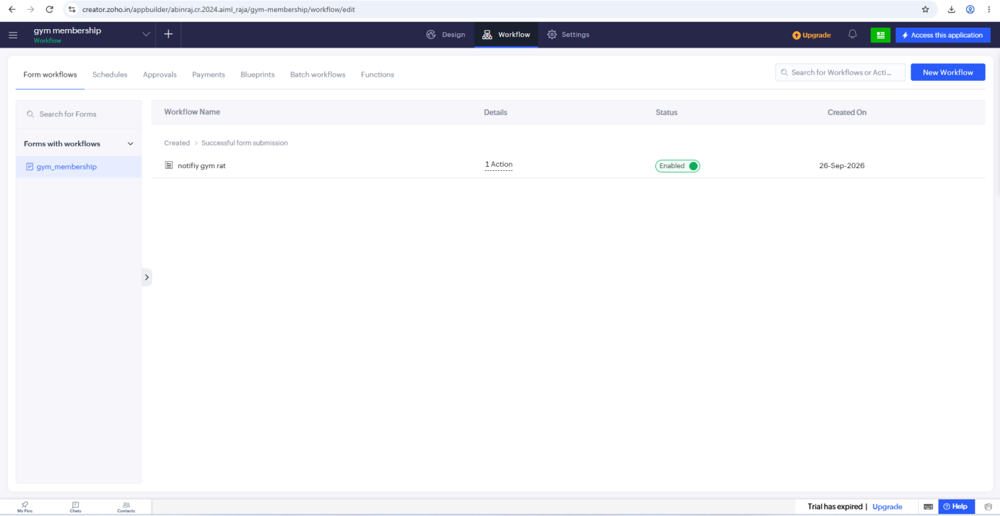 creator.zoho.in/appbuilder/abinraj.cr.2024.aiml_raja/gym-membership/workflow/edit
gym membership
Workflow
Design
Workflow
Settings
Upgrade
Access this application
Form workflows
Schedules
Approvals
Payments
Blueprints
Batch workflows
Functions
Search for Workflows or Acti...
New Workflow
Search for Forms
Forms with workflows
gym_membership
Workflow Name
Details
Status
Created On
Created > Successful form submission
notifiy gym rat
1 Action
Enabled
26-Sep-2026
My Pins
Chats
Contacts
Trial has expired | Upgrade
Help